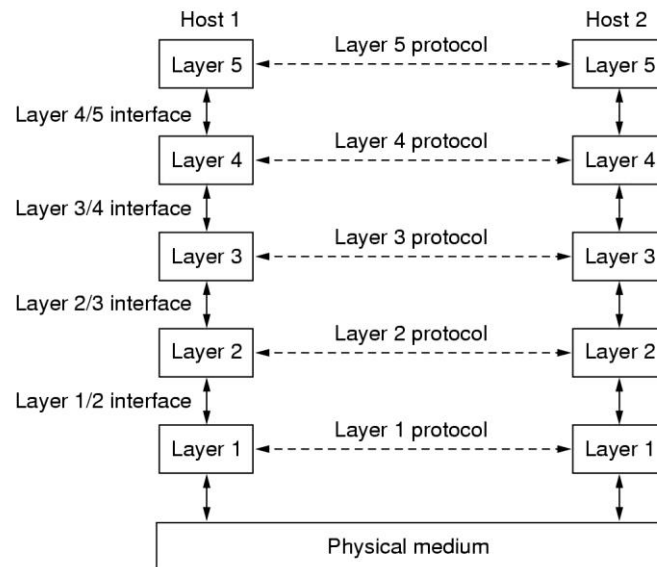 Host 1
Host 2
Layer 5 protocol
Layer 5
Layer 5
Layer 4/5 interface
Layer 4 protocol
Layer 4
Layer 4
Layer 3/4 interface
Layer 3 protocol
Layer 3
Layer 3
Layer 2/3 interface
Layer 2 protocol
Layer 2
Layer 2
Layer 1/2 interface
Layer 1 protocol
Layer 1
Layer 1
Physical medium